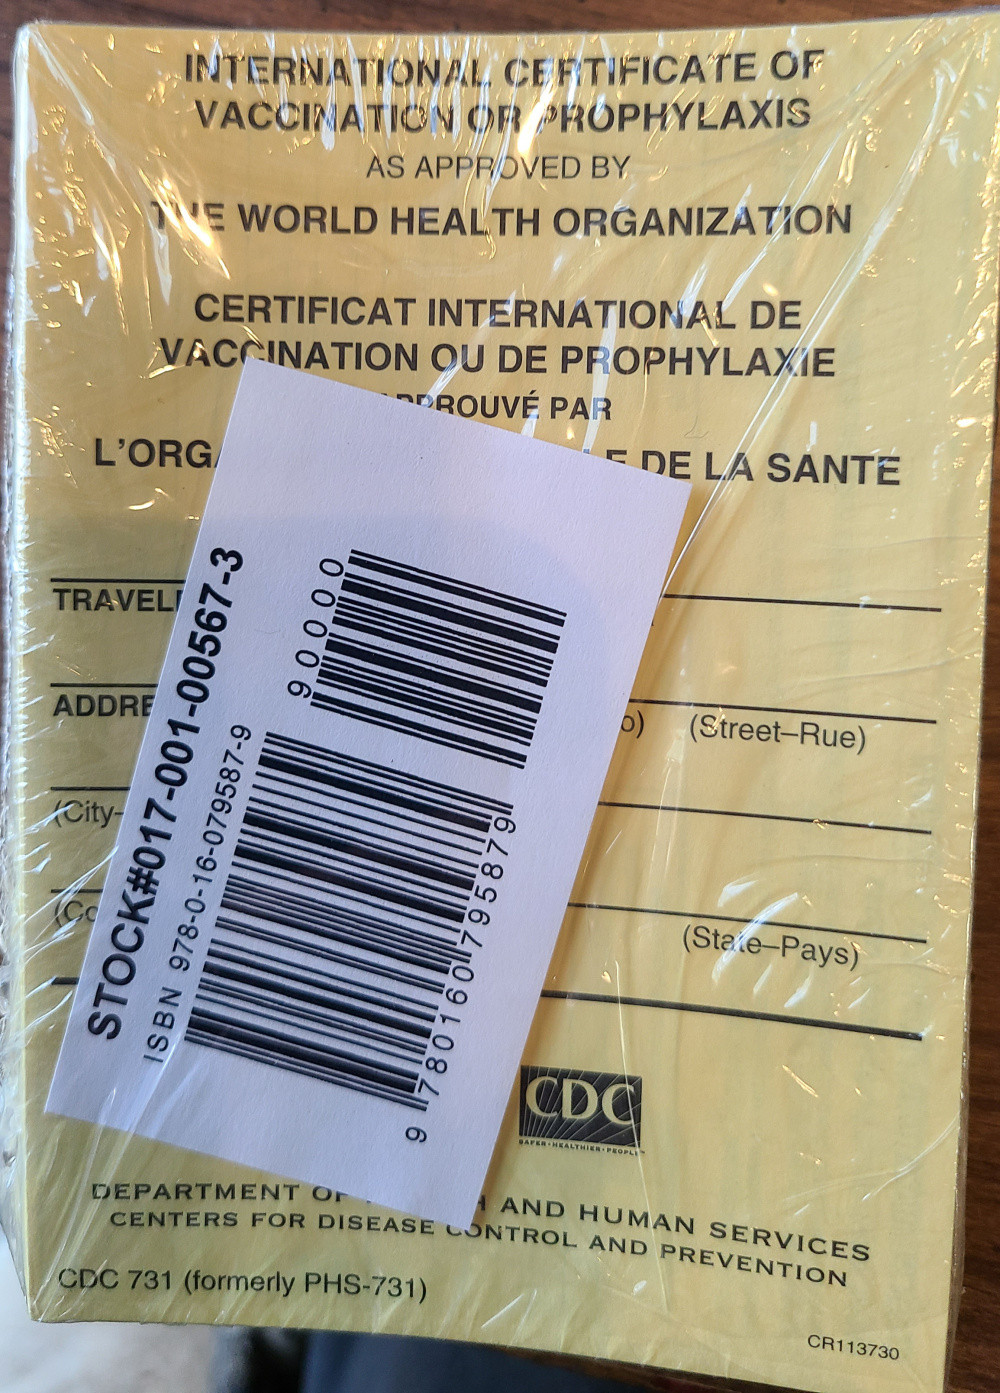 INTERNATIONAL CERTIFICATE OF
VACCINATION OR PROPHYLAXIS
AS APPROVED BY
THE WORLD HEALTH ORGANIZATION
CERTIFICAT INTERNATIONAL DE
VACCINATION OU DE PROPHYLAXIE
PROUVÉ PAR
L'ORGA E DE LA SANTE
TRAVEL
ADDRE o) (Street–Rue)
(City-
(Co (State–Pays)
STOCK#017-001-00567-3
ISBN 978-0-16-079587-9
90000
9 780160 795879
CDC
SAFER·HEALTHIER·PEOPLE™
DEPARTMENT OF H AND HUMAN SERVICES
CENTERS FOR DISEASE CONTROL AND PREVENTION
CDC 731 (formerly PHS-731)
CR113730